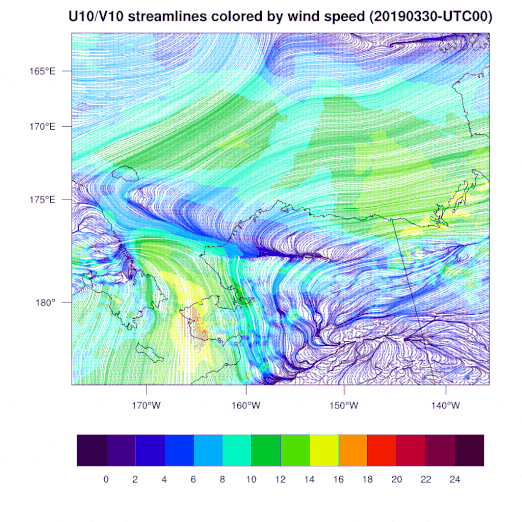 U10/V10 streamlines colored by wind speed (20190330-UTC00)
165°E
170°E
175°E
180°
170°W 160°W 150°W 140°W
0 2 4 6 8 10 12 14 16 18 20 22 24